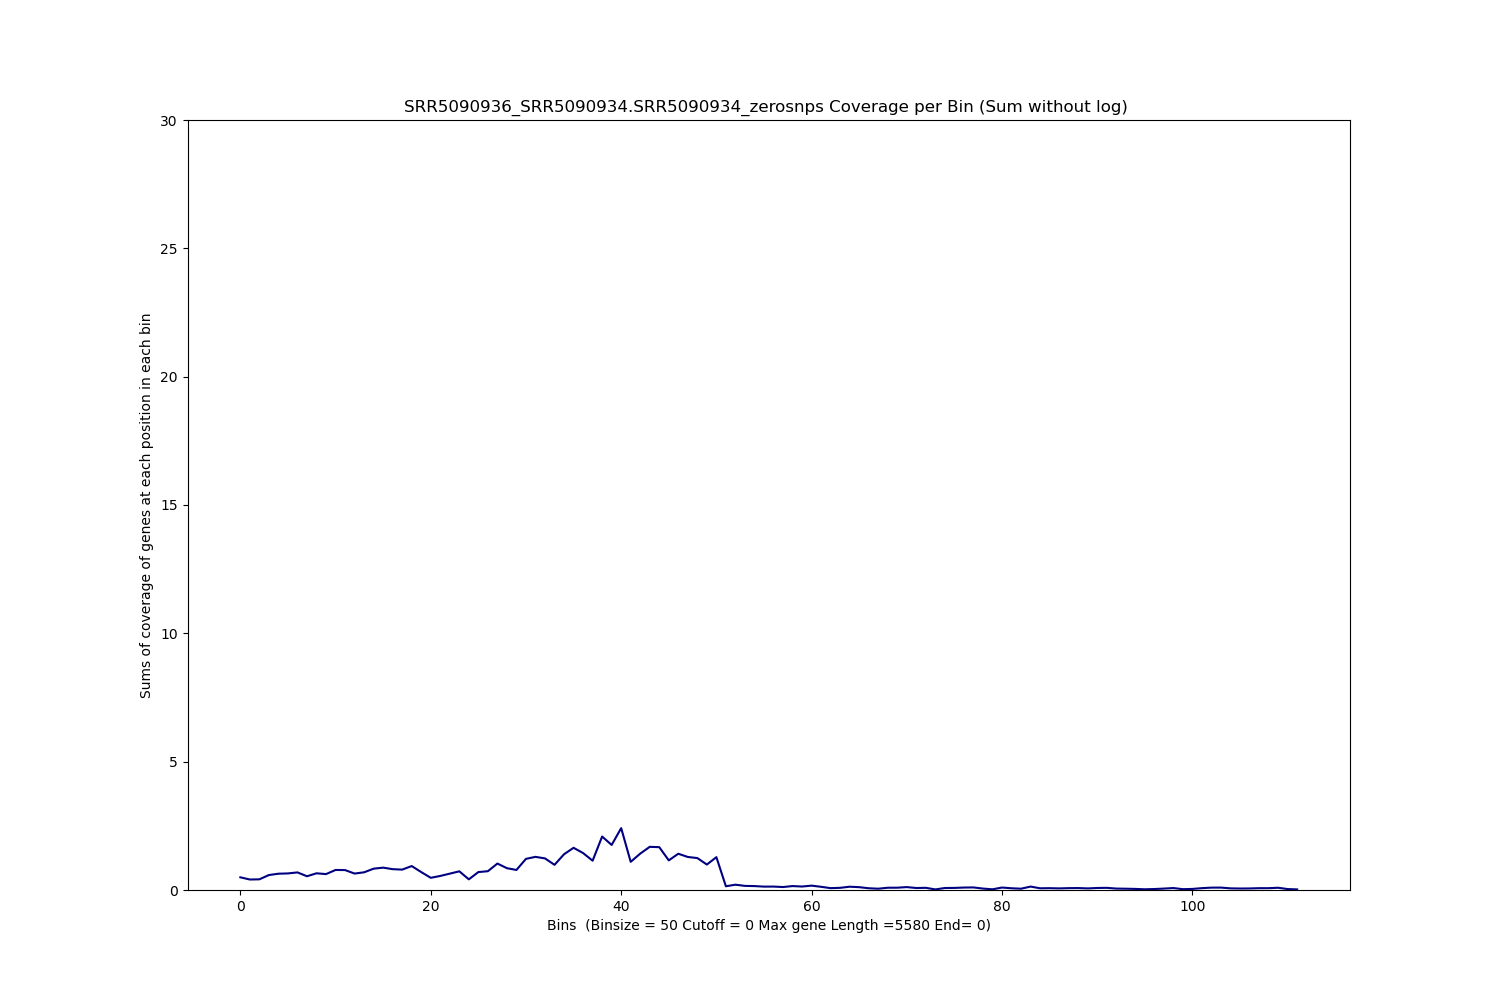 SRR5090936_SRR5090934.SRR5090934_zerosnps Coverage per Bin (Sum without log)
30
25
20
15
10
5
0
Sums of coverage of genes at each position in each bin
0 20 40 60 80 100
Bins  (Binsize = 50 Cutoff = 0 Max gene Length =5580 End= 0)